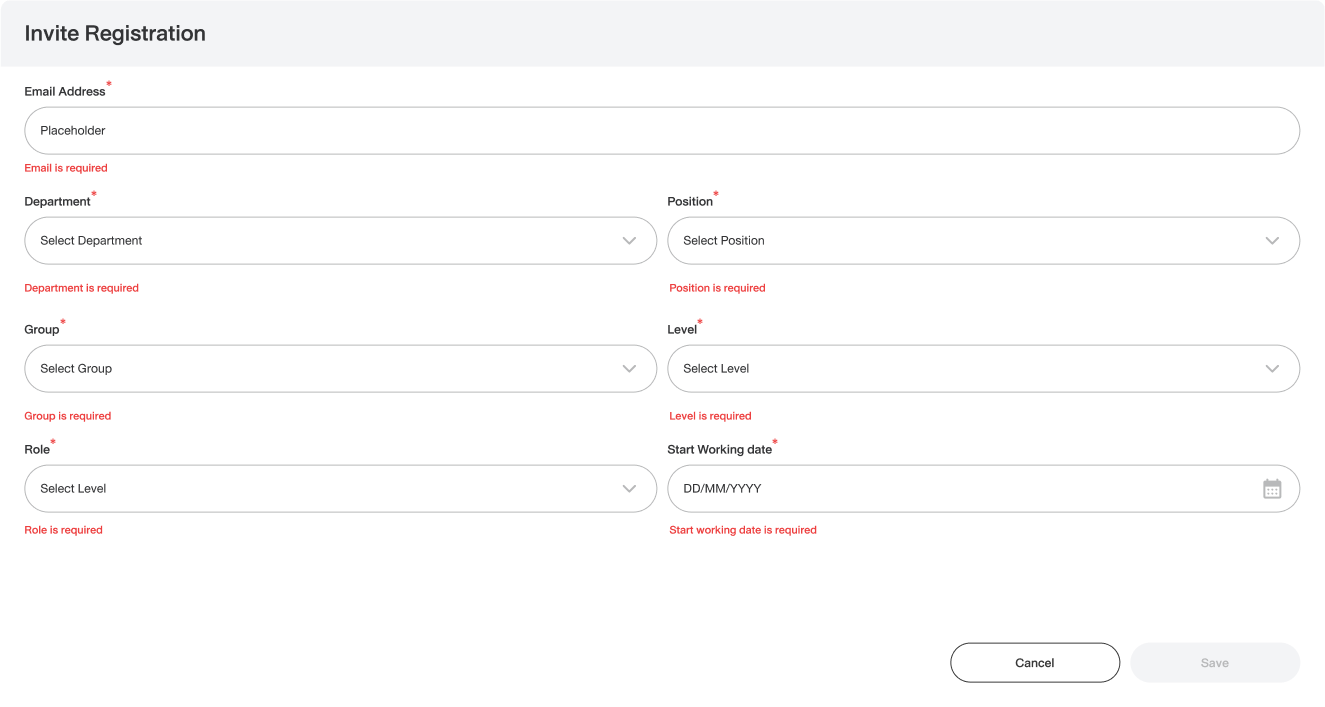 Invite Registration
Email Address*
Placeholder
Email is required
Department*
Position*
Select Department
Select Position
Department is required
Position is required
Group*
Level*
Select Group
Select Level
Group is required
Level is required
Role*
Start Working date*
Select Level
DD/MM/YYYY
Role is required
Start working date is required
Cancel
Save